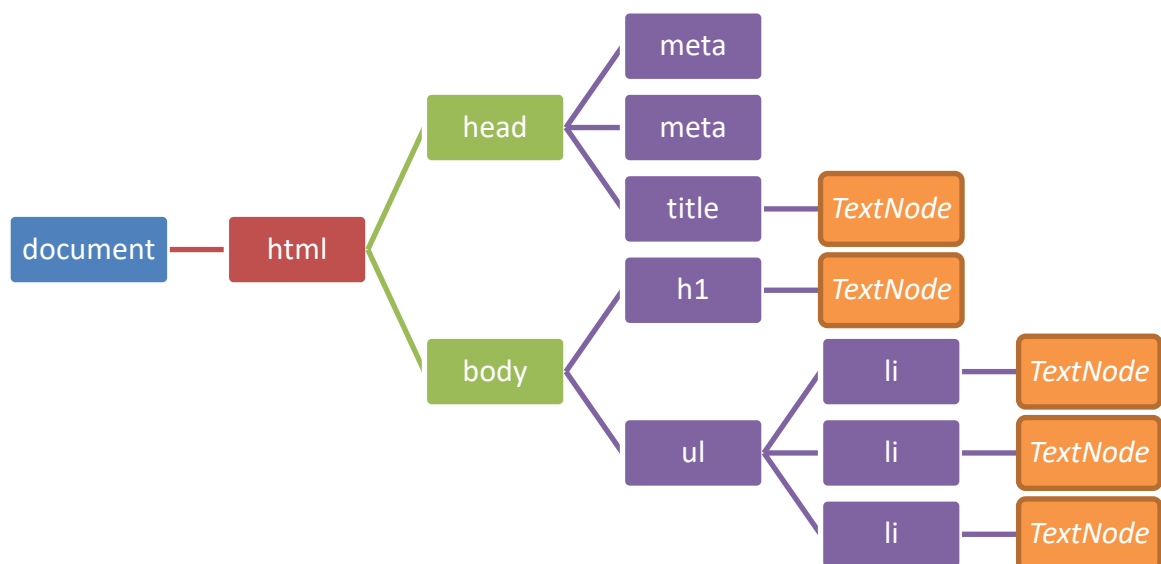 meta
head
meta
title
TextNode
document
html
h1
TextNode
body
li
TextNode
ul
li
TextNode
li
TextNode